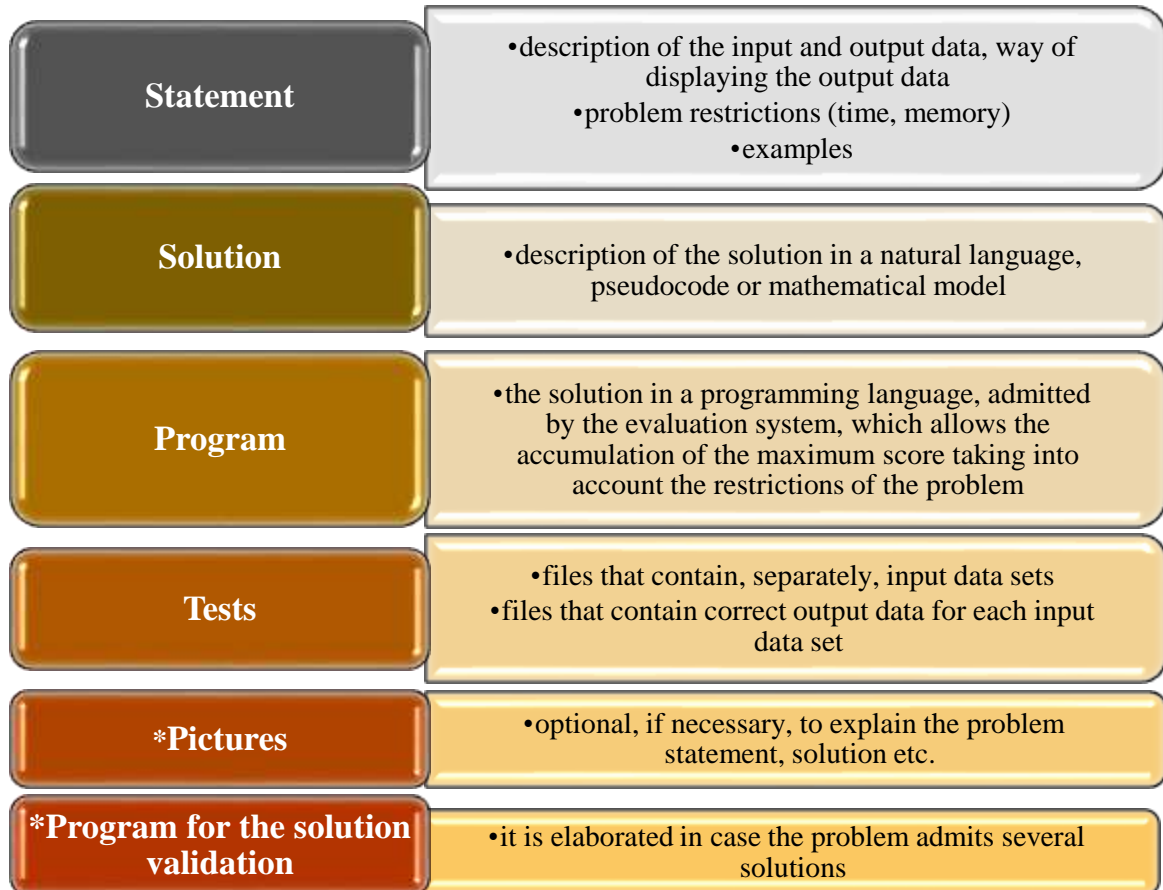 Statement
•description of the input and output data, way of
displaying the output data
•problem restrictions (time, memory)
•examples
Solution
•description of the solution in a natural language,
pseudocode or mathematical model
Program
•the solution in a programming language, admitted
by the evaluation system, which allows the
accumulation of the maximum score taking into
account the restrictions of the problem
Tests
•files that contain, separately, input data sets
•files that contain correct output data for each input
data set
*Pictures
•optional, if necessary, to explain the problem
statement, solution etc.
*Program for the solution
validation
•it is elaborated in case the problem admits several
solutions